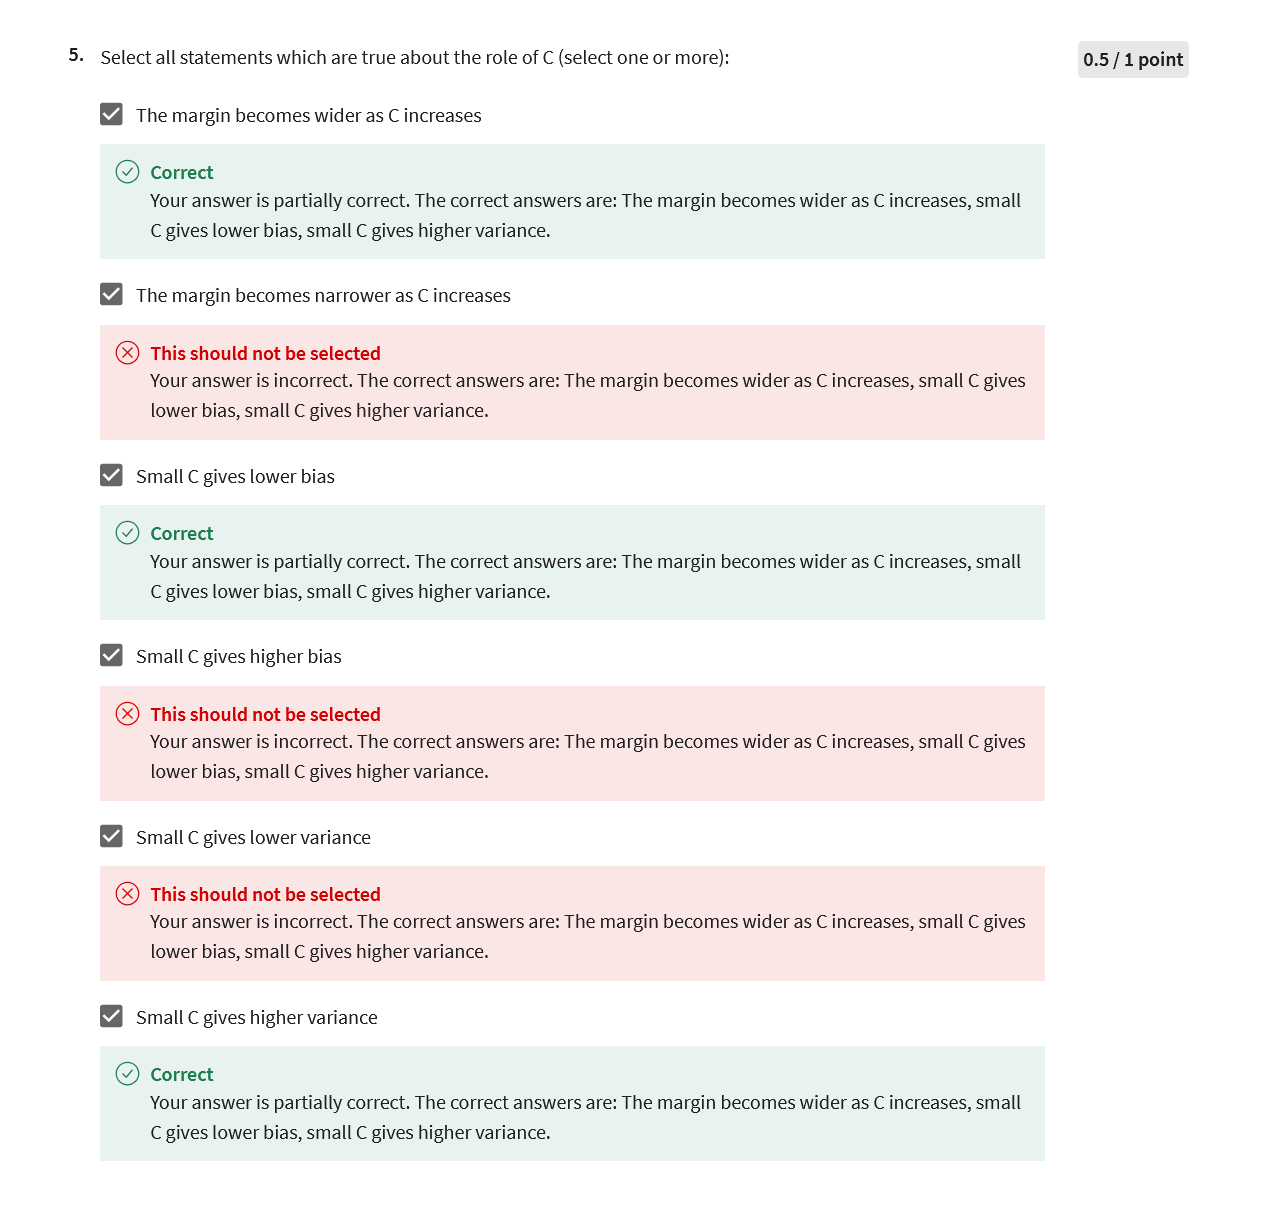 5. Select all statements which are true about the role of C (select one or more):
0.5 / 1 point
The margin becomes wider as C increases
Correct
Your answer is partially correct. The correct answers are: The margin becomes wider as C increases, small
C gives lower bias, small C gives higher variance.
The margin becomes narrower as C increases
This should not be selected
Your answer is incorrect. The correct answers are: The margin becomes wider as C increases, small C gives
lower bias, small C gives higher variance.
Small C gives lower bias
Correct
Your answer is partially correct. The correct answers are: The margin becomes wider as C increases, small
C gives lower bias, small C gives higher variance.
Small C gives higher bias
This should not be selected
Your answer is incorrect. The correct answers are: The margin becomes wider as C increases, small C gives
lower bias, small C gives higher variance.
Small C gives lower variance
This should not be selected
Your answer is incorrect. The correct answers are: The margin becomes wider as C increases, small C gives
lower bias, small C gives higher variance.
Small C gives higher variance
Correct
Your answer is partially correct. The correct answers are: The margin becomes wider as C increases, small
C gives lower bias, small C gives higher variance.